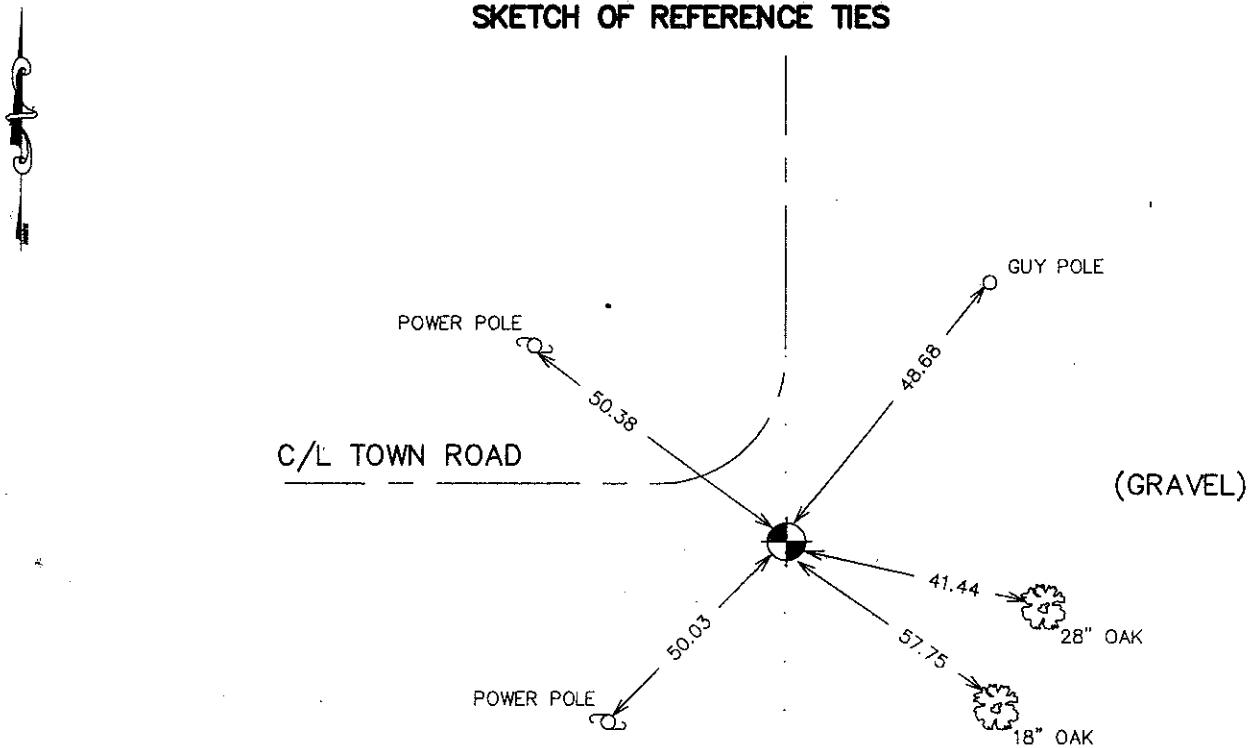 SKETCH OF REFERENCE TIES
GUY POLE
POWER POLE
48.68
50.38
C/L TOWN ROAD
(GRAVEL)
41.44
28" OAK
50.03
57.75
POWER POLE
18" OAK